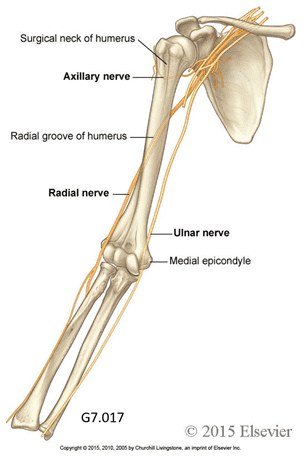 Surgical neck of humerus
Axillary nerve
Radial groove of humerus
Radial nerve
Ulnar nerve
Medial epicondyle
G7.017
© 2015 Elsevier
Copyright © 2015, 2010, 2005 by Churchill Livingstone, an imprint of Elsevier Inc.